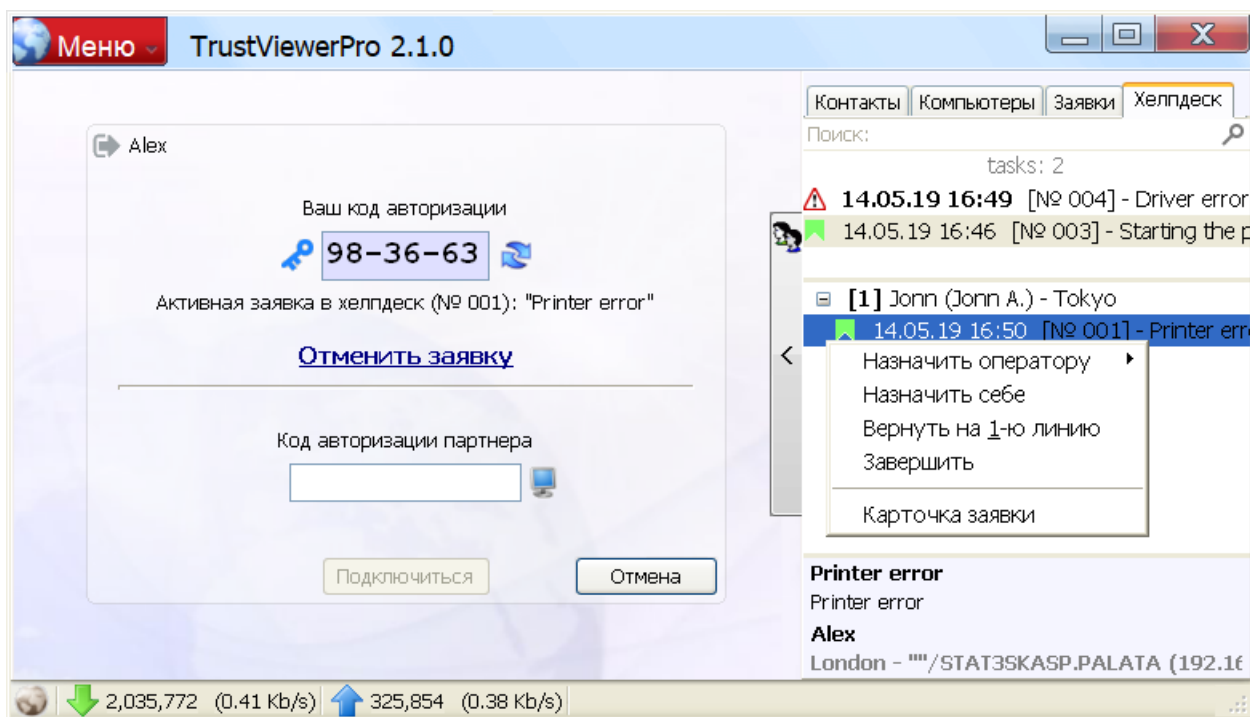 Меню TrustViewerPro 2.1.0
Alex
Ваш код авторизации
98-36-63
Активная заявка в хелпдеск (№ 001): "Printer error"
Отменить заявку
Код авторизации партнера
Подключиться Отмена
Контакты Компьютеры Заявки Хелпдеск
Поиск:
tasks: 2
14.05.19 16:49 [№ 004] - Driver error
14.05.19 16:46 [№ 003] - Starting the p
[1] Jonn (Jonn A.) - Tokyo
14.05.19 16:50 [№ 001] - Printer err
Назначить оператору
Назначить себе
Вернуть на 1-ю линию
Завершить
Карточка заявки
Printer error
Printer error
Alex
London - ""/STAT3SKASP.PALATA (192.16
2,035,772 (0.41 Kb/s) 325,854 (0.38 Kb/s)